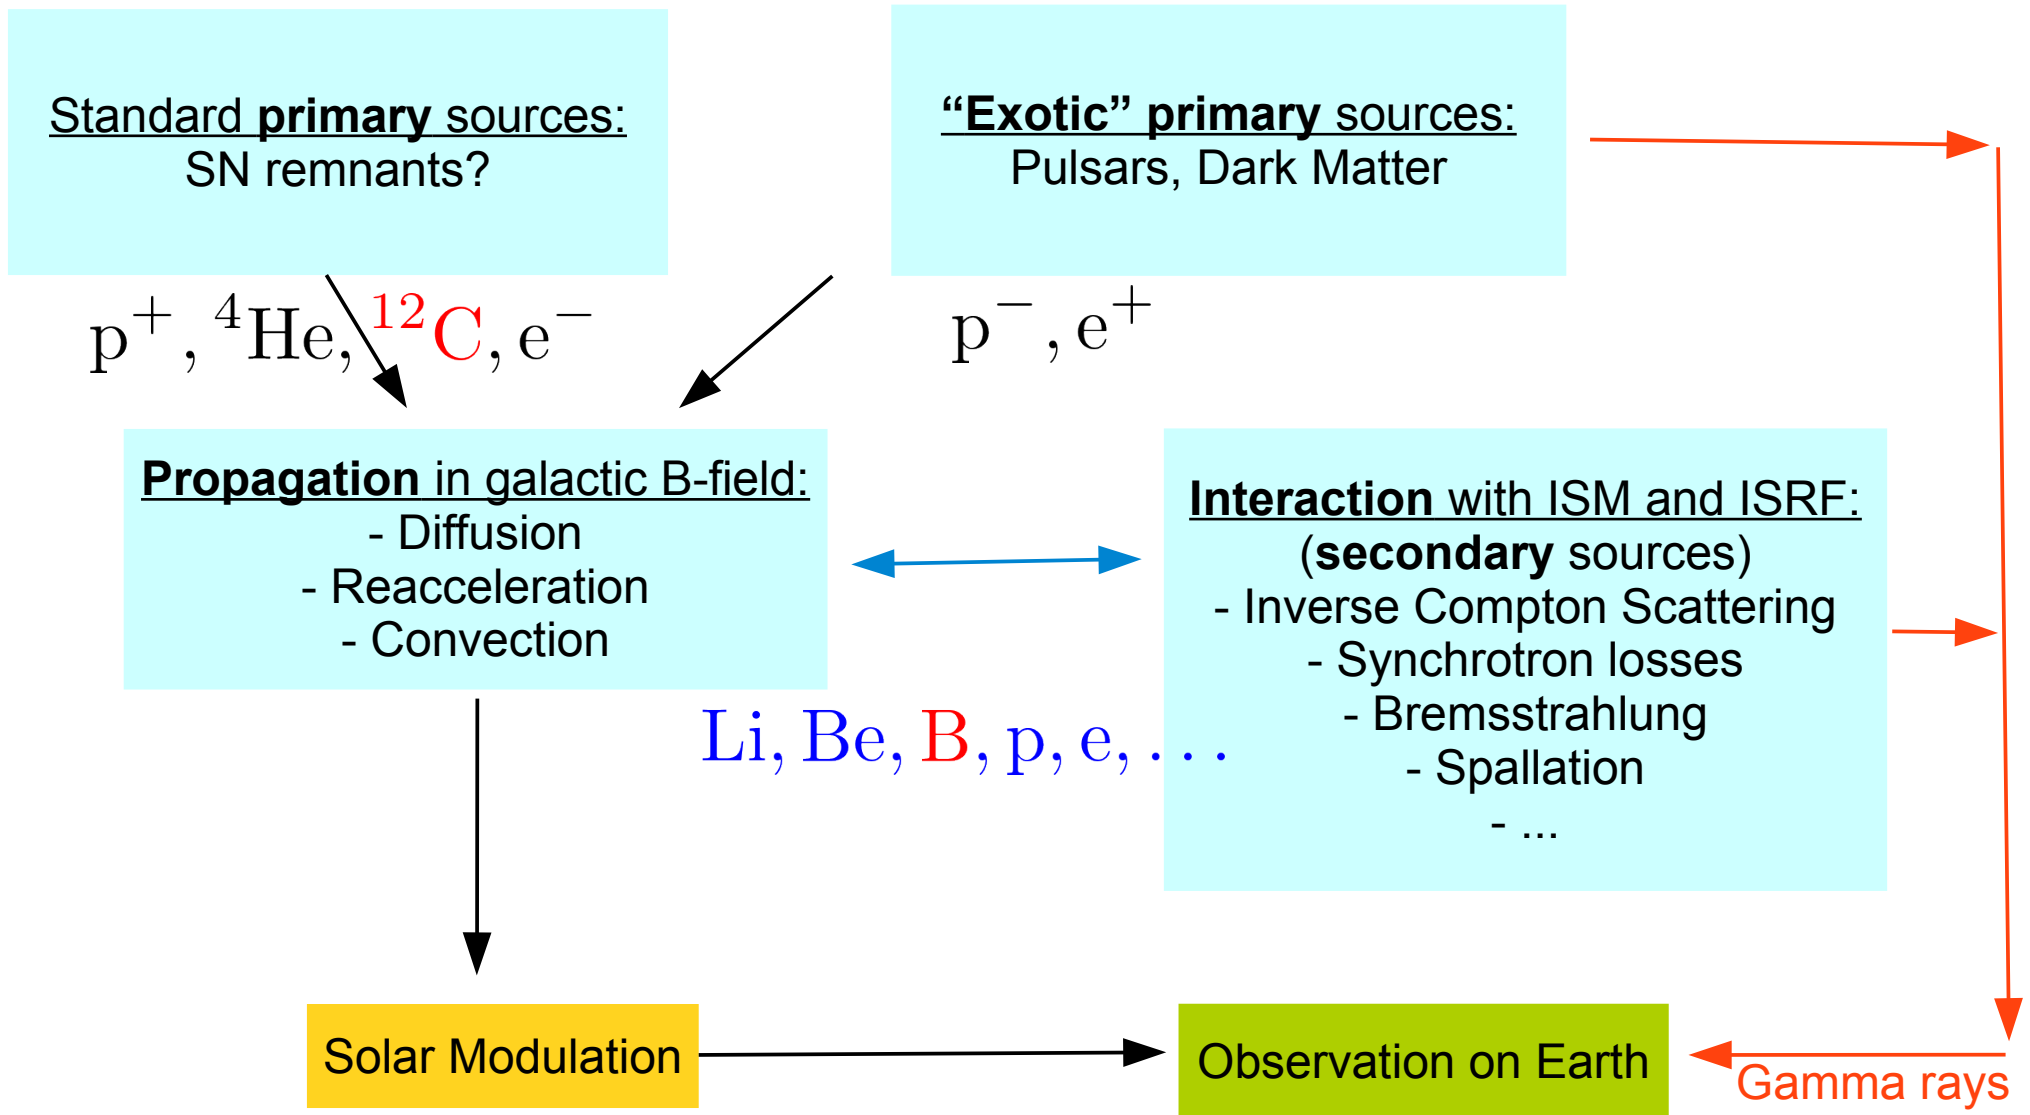 Standard primary sources:
SN remnants?
“Exotic” primary sources:
Pulsars, Dark Matter
p⁺, ⁴He, ¹²C, e⁻
p⁻, e⁺
Propagation in galactic B-field:
- Diffusion
- Reacceleration
- Convection
Interaction with ISM and ISRF:
(secondary sources)
- Inverse Compton Scattering
- Synchrotron losses
- Bremsstrahlung
- Spallation
- ...
Li, Be, B, p, e, . . .
Solar Modulation
Observation on Earth
Gamma rays